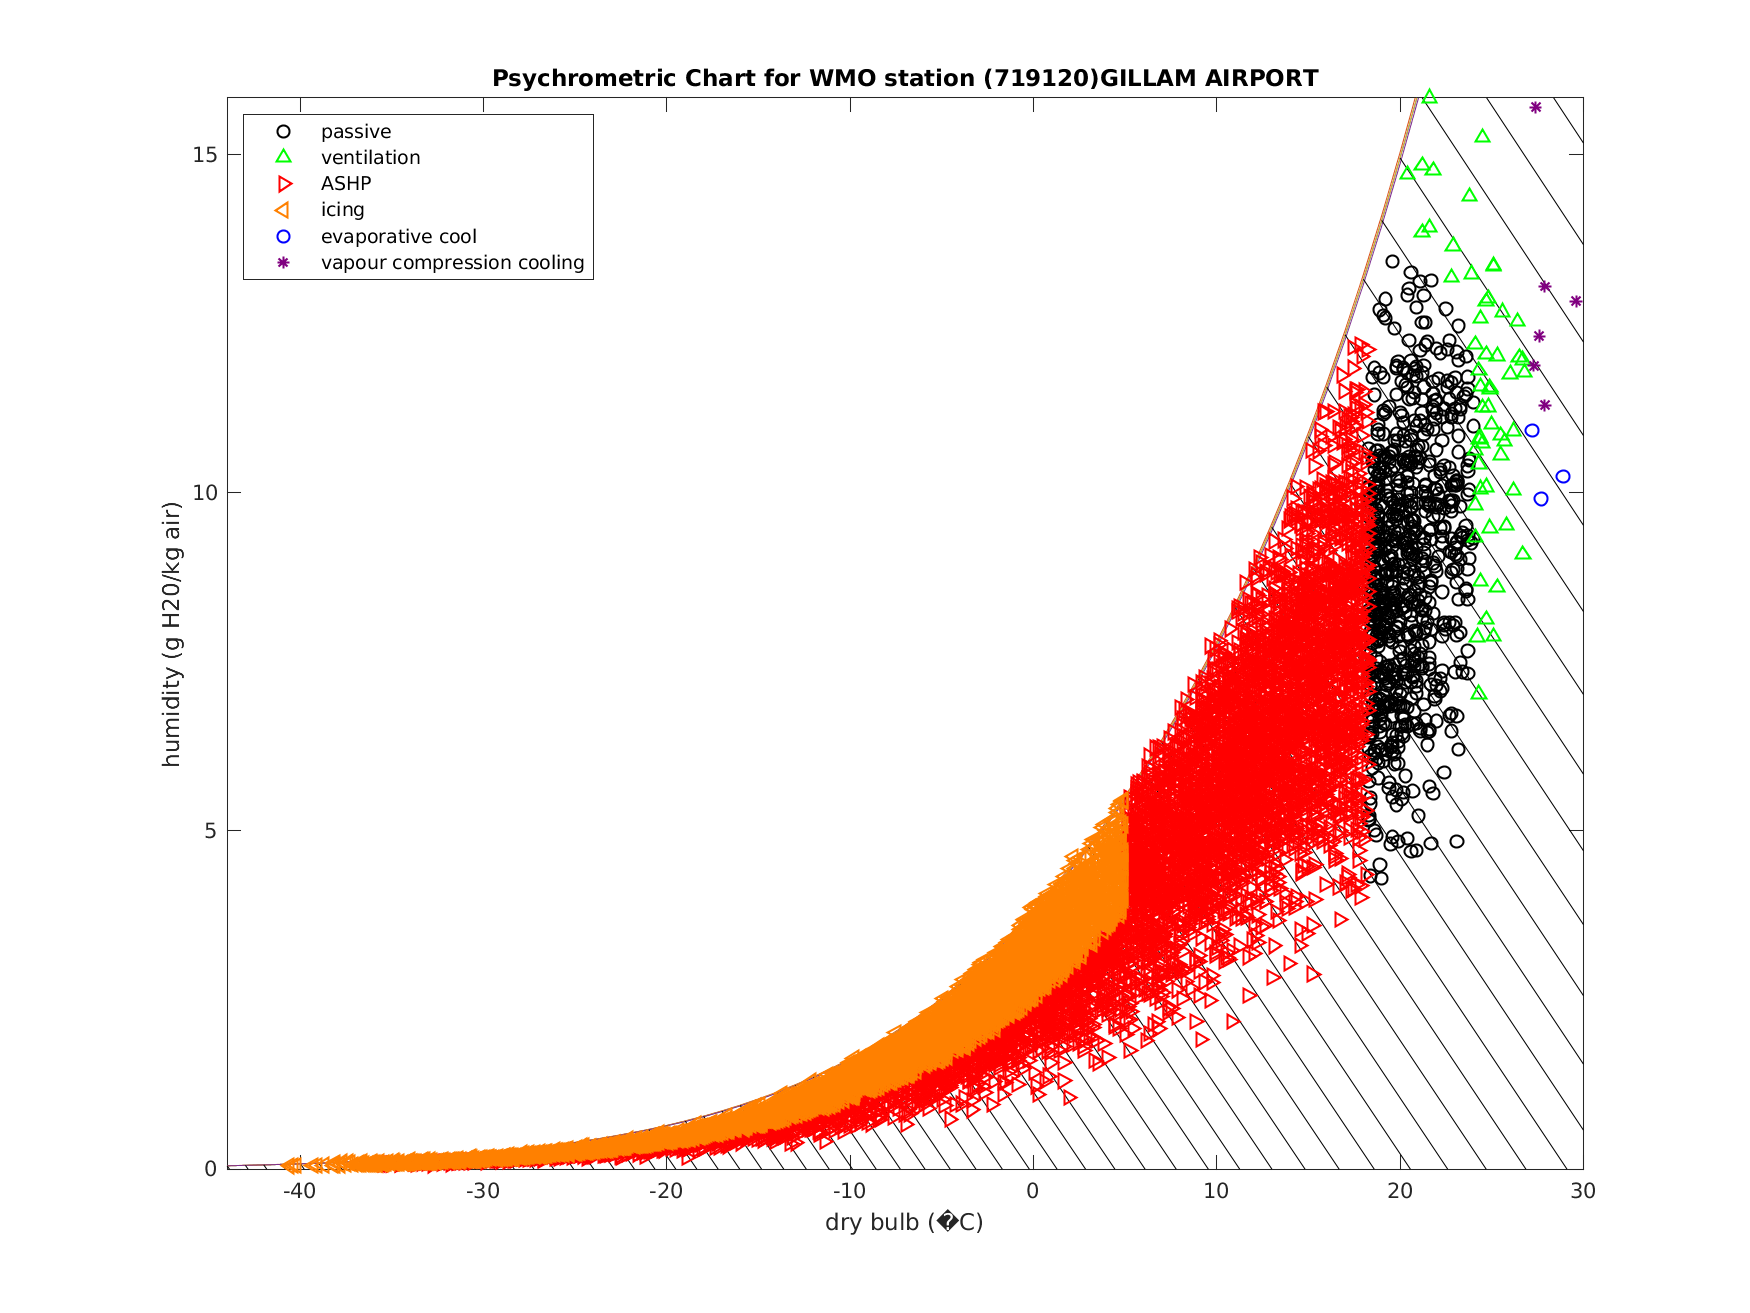 Psychrometric Chart for WMO station (719120)GILLAM AIRPORT
passive
ventilation
ASHP
icing
evaporative cool
vapour compression cooling
humidity (g H20/kg air)
15
10
5
0
-40 -30 -20 -10 0 10 20 30
dry bulb (�C)